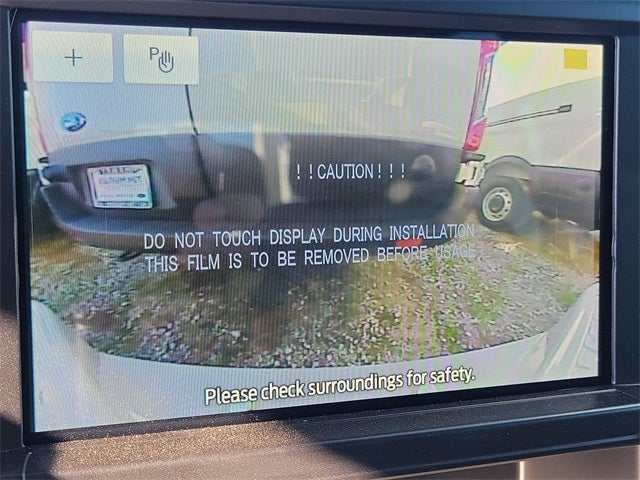 +
P
!!!CAUTION!!!
DO NOT TOUCH DISPLAY DURING INSTALLATION
THIS FILM IS TO BE REMOVED BEFORE USAGE
Please check surroundings for safety.